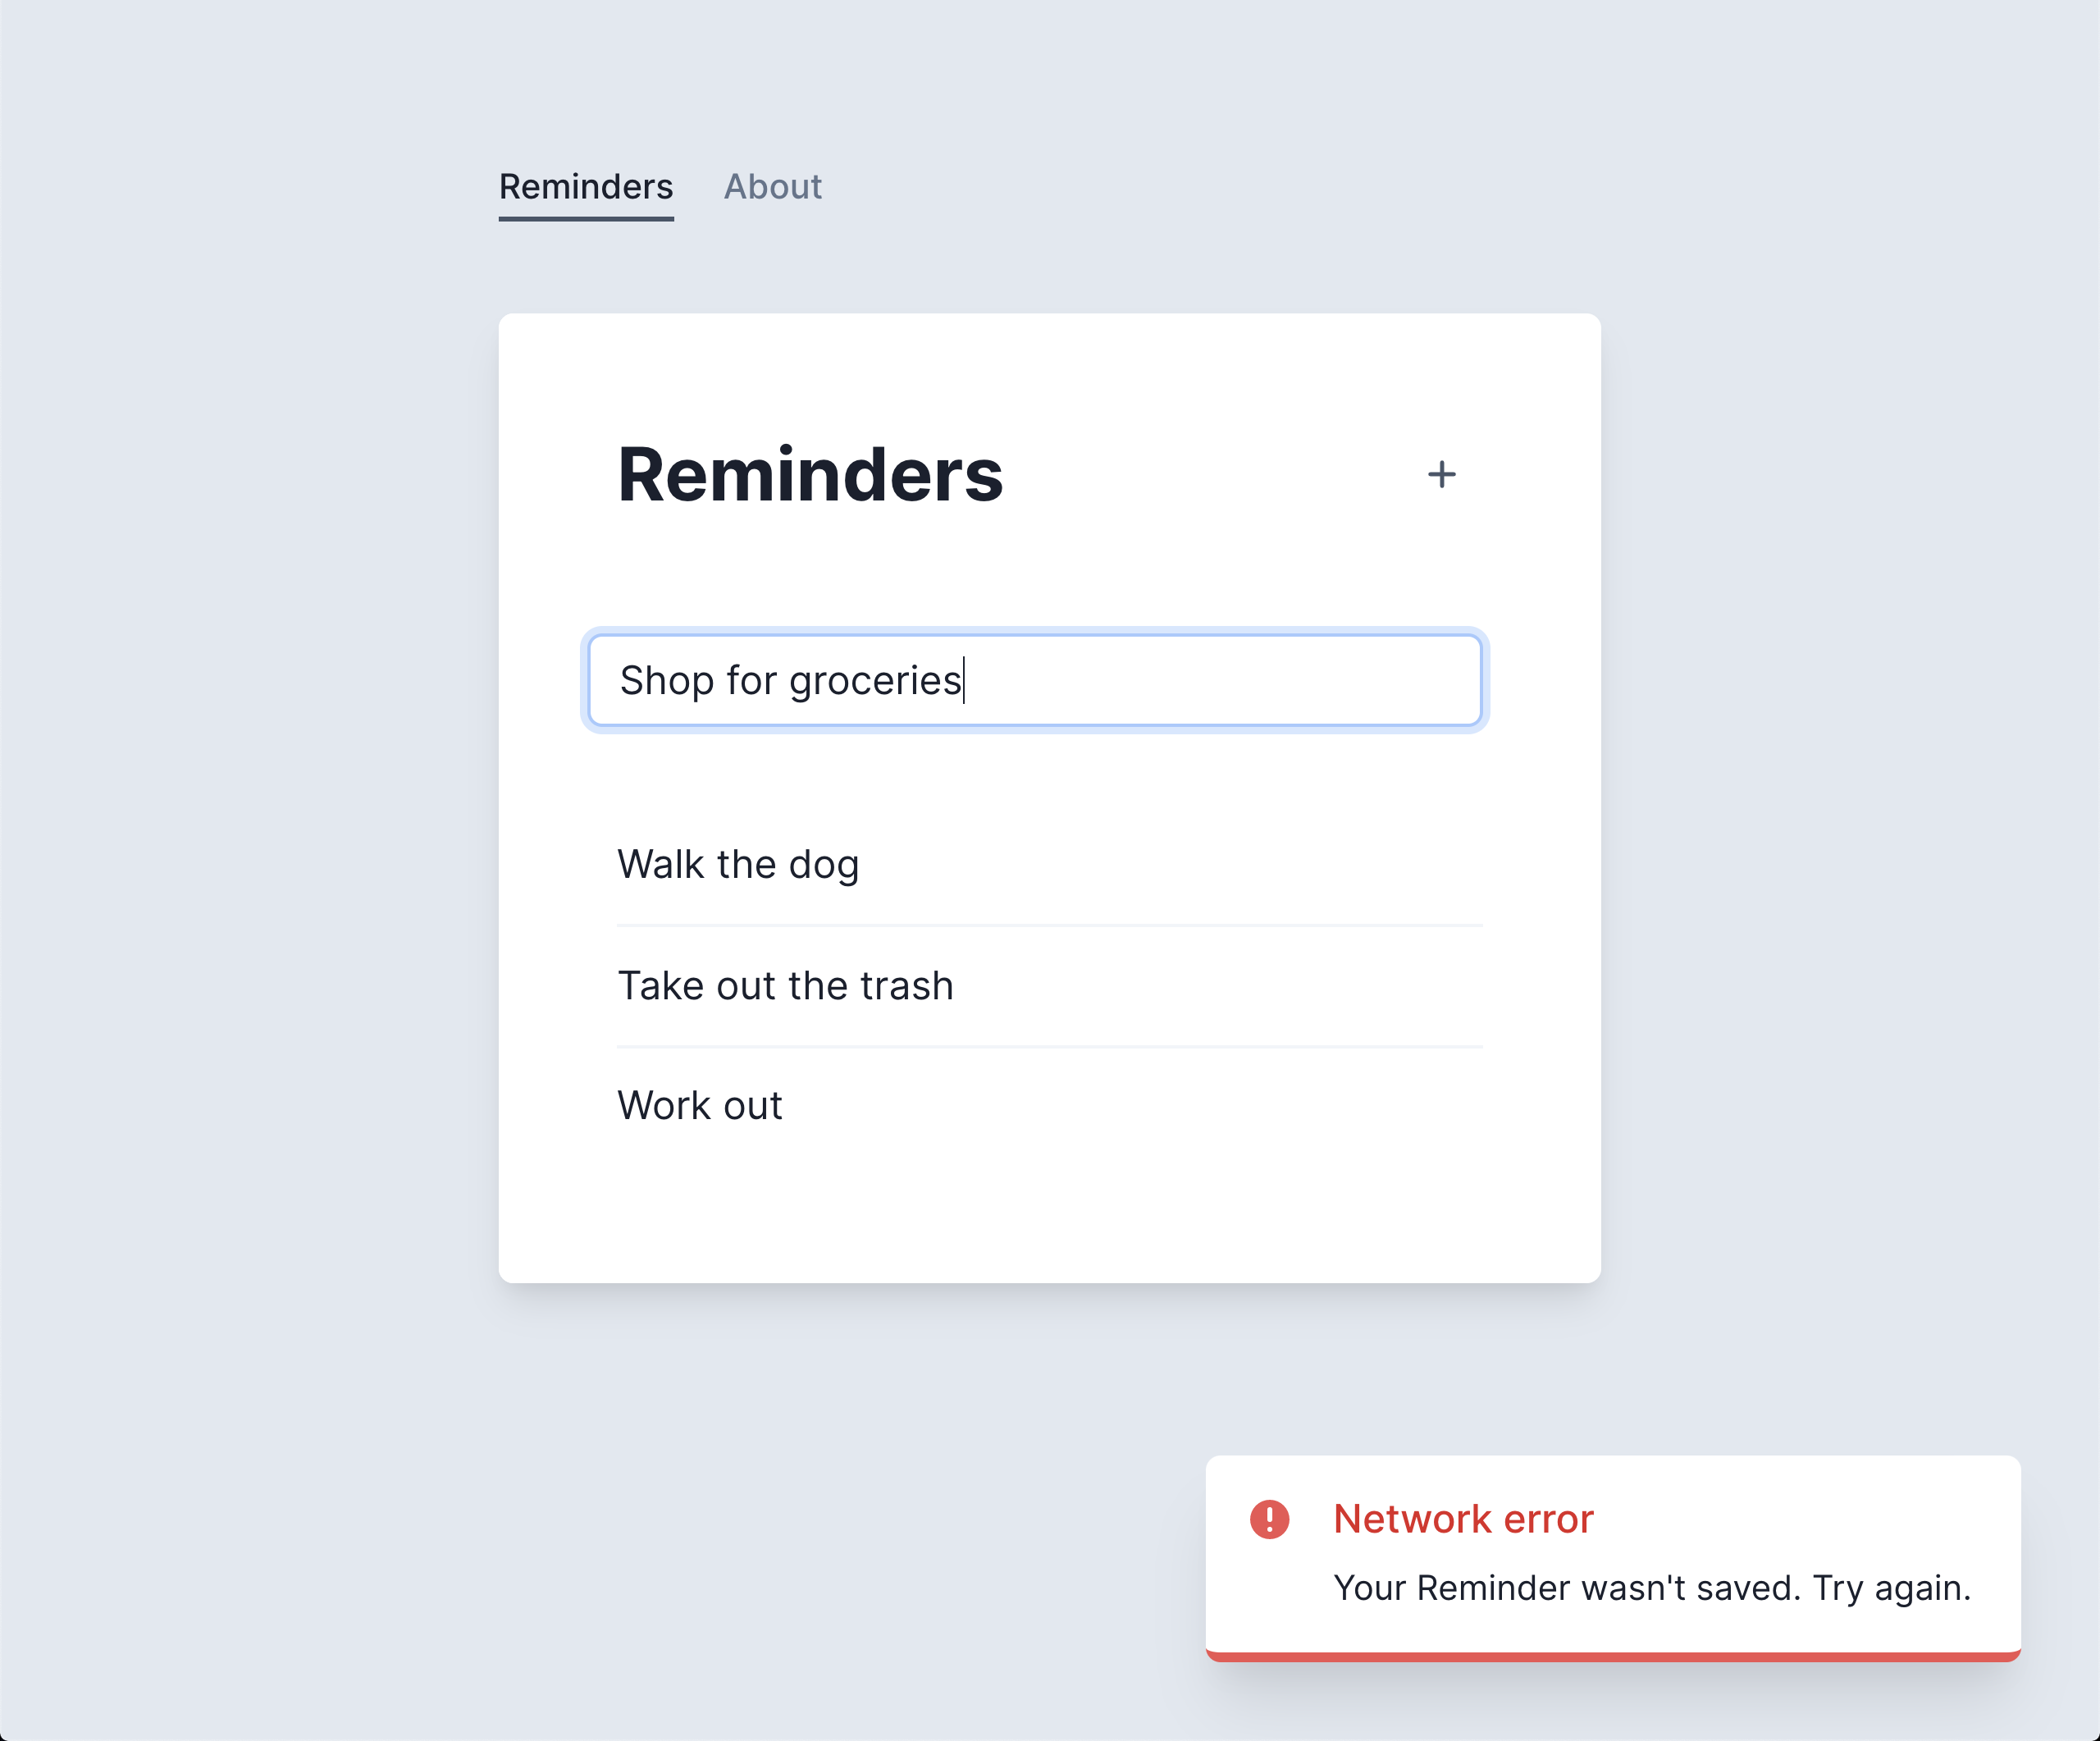 Reminders About
Reminders
Shop for groceries
Walk the dog
Take out the trash
Work out
Network error
Your Reminder wasn't saved. Try again.